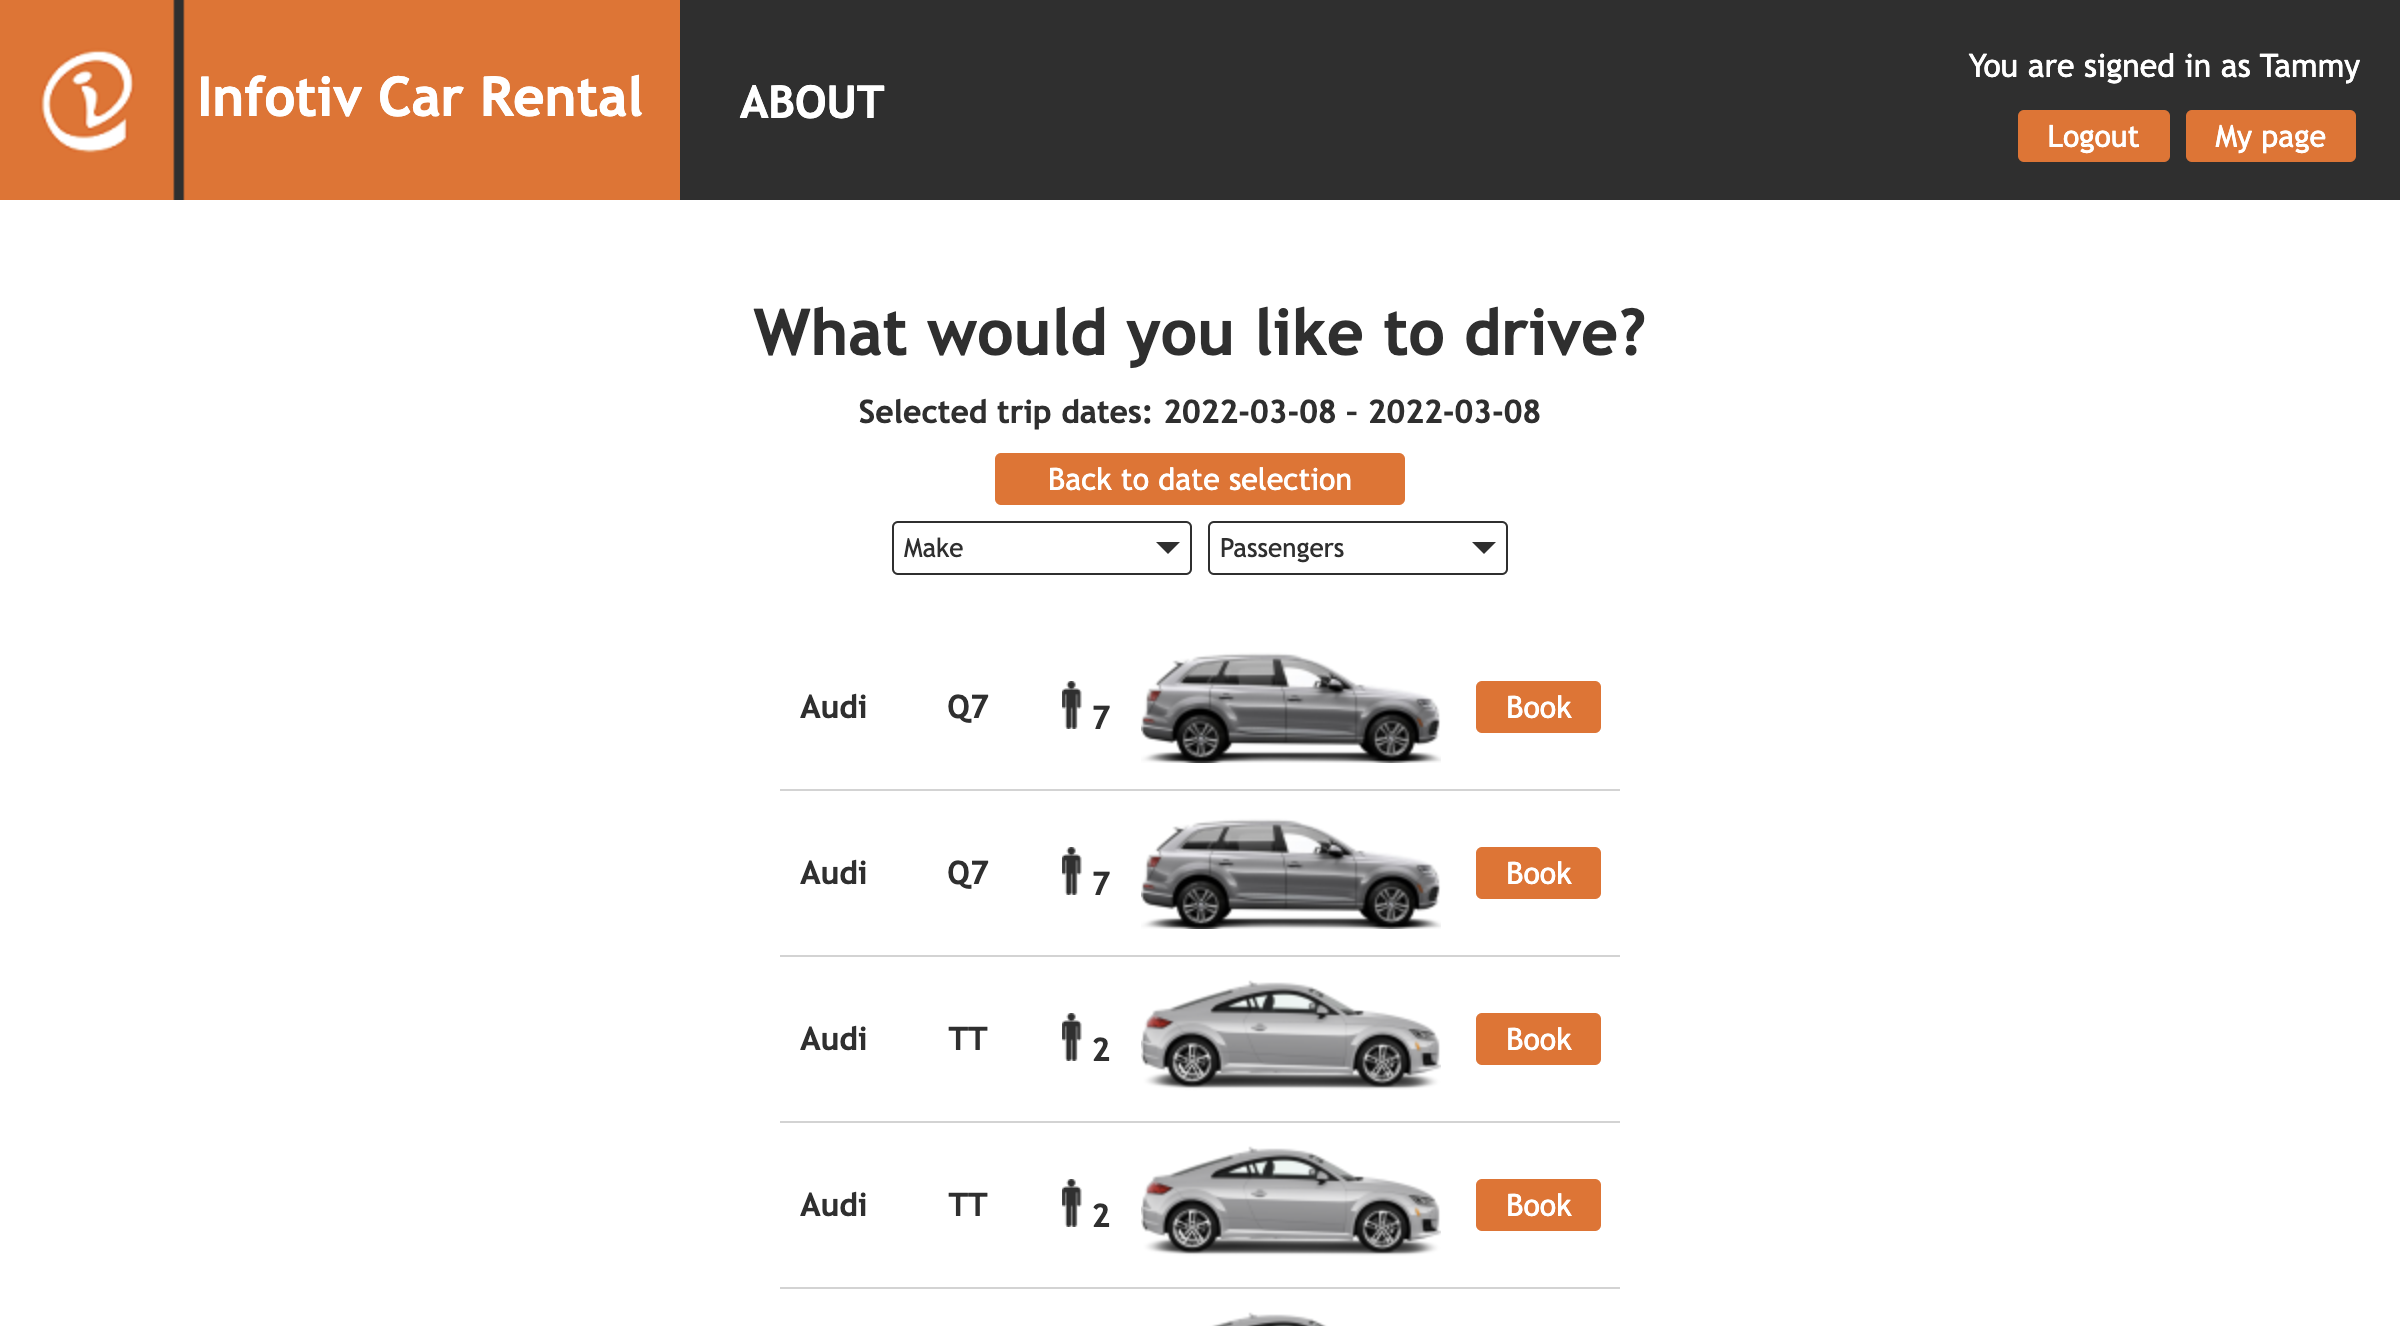 Infotiv Car Rental
ABOUT
You are signed in as Tammy
Logout
My page
What would you like to drive?
Selected trip dates: 2022-03-08 – 2022-03-08
Back to date selection
Make
Passengers
Audi Q7 7 Book
Audi Q7 7 Book
Audi TT 2 Book
Audi TT 2 Book